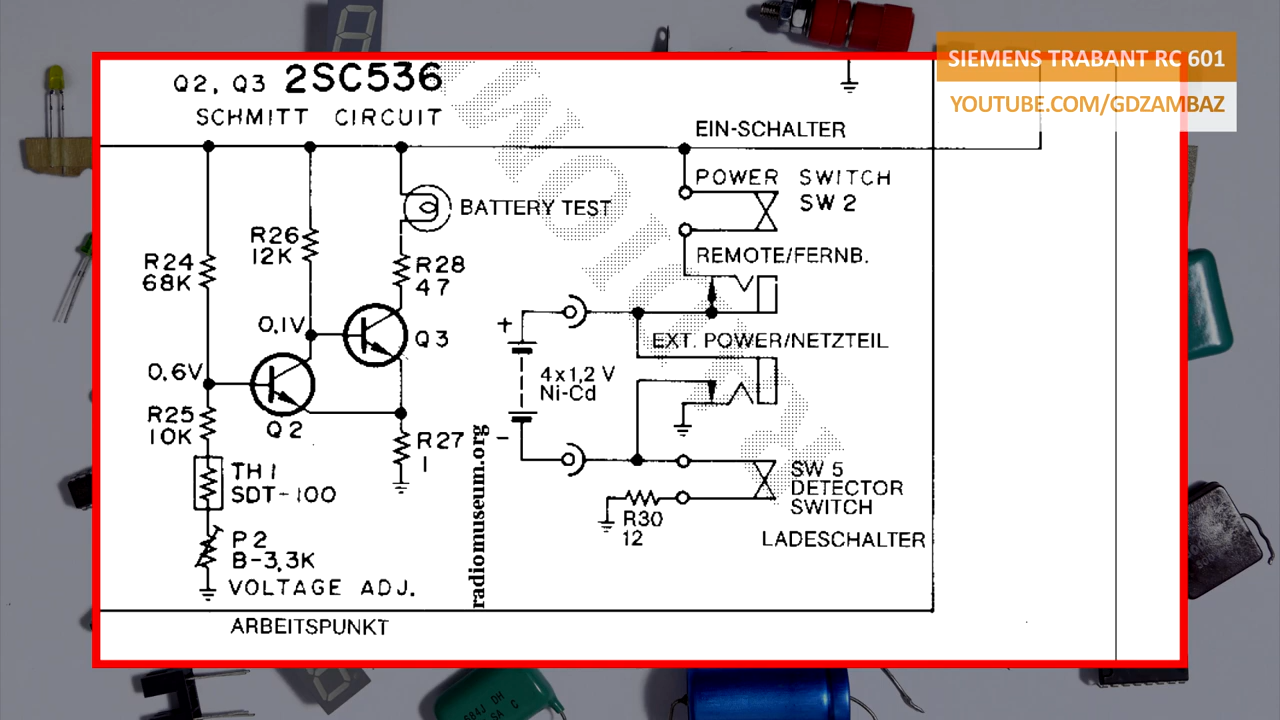 SIEMENS TRABANT RC 601
YOUTUBE.COM/GDZAMBAZ
Q2, Q3 2SC536
SCHMITT CIRCUIT
EIN-SCHALTER
POWER SWITCH
SW 2
BATTERY TEST
R26
12K
R24
68K
R28
47
REMOTE/FERNB.
0,1V
Q3
+
EXT. POWER/NETZTEIL
0.6V
4x1,2 V
Ni-Cd
R25
10K
Q2
R27
1
-
radiomuseum.org
TH1
SDT-100
SW 5
DETECTOR
SWITCH
R30
12
LADESCHALTER
P2
B-3,3K
VOLTAGE ADJ.
ARBEITSPUNKT